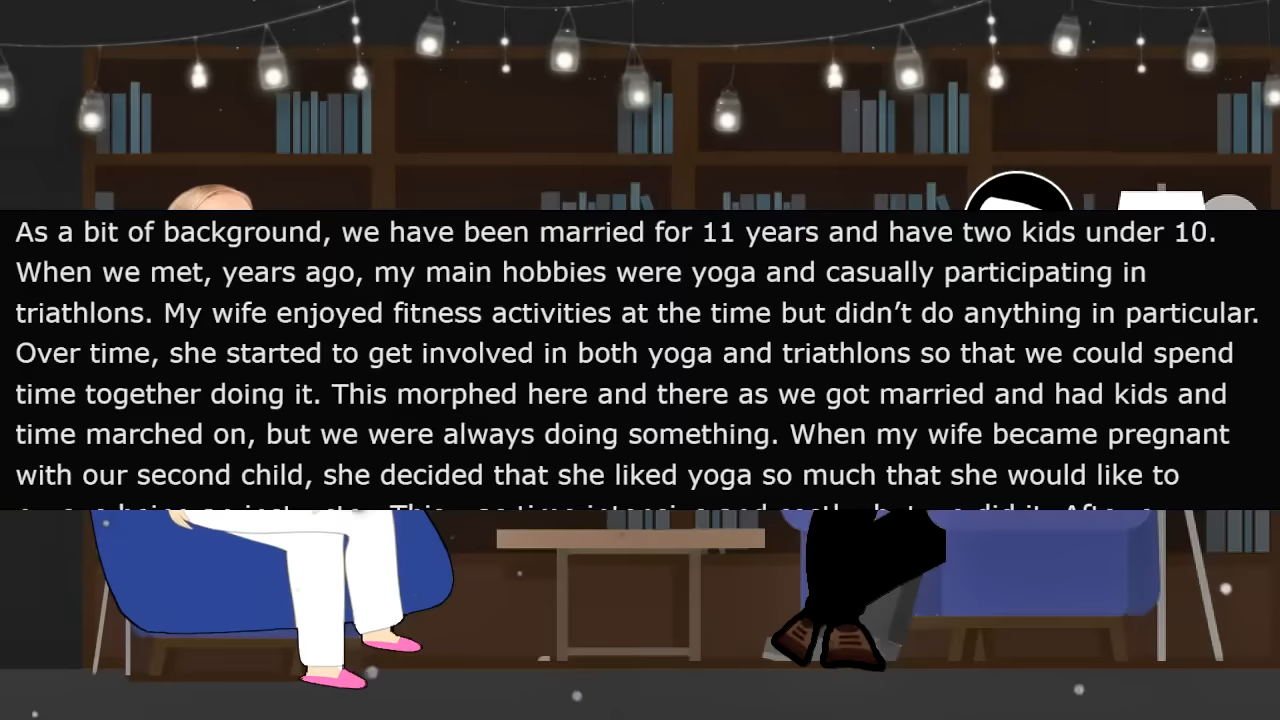 As a bit of background, we have been married for 11 years and have two kids under 10.
When we met, years ago, my main hobbies were yoga and casually participating in
triathlons. My wife enjoyed fitness activities at the time but didn’t do anything in particular.
Over time, she started to get involved in both yoga and triathlons so that we could spend
time together doing it. This morphed here and there as we got married and had kids and
time marched on, but we were always doing something. When my wife became pregnant
with our second child, she decided that she liked yoga so much that she would like to